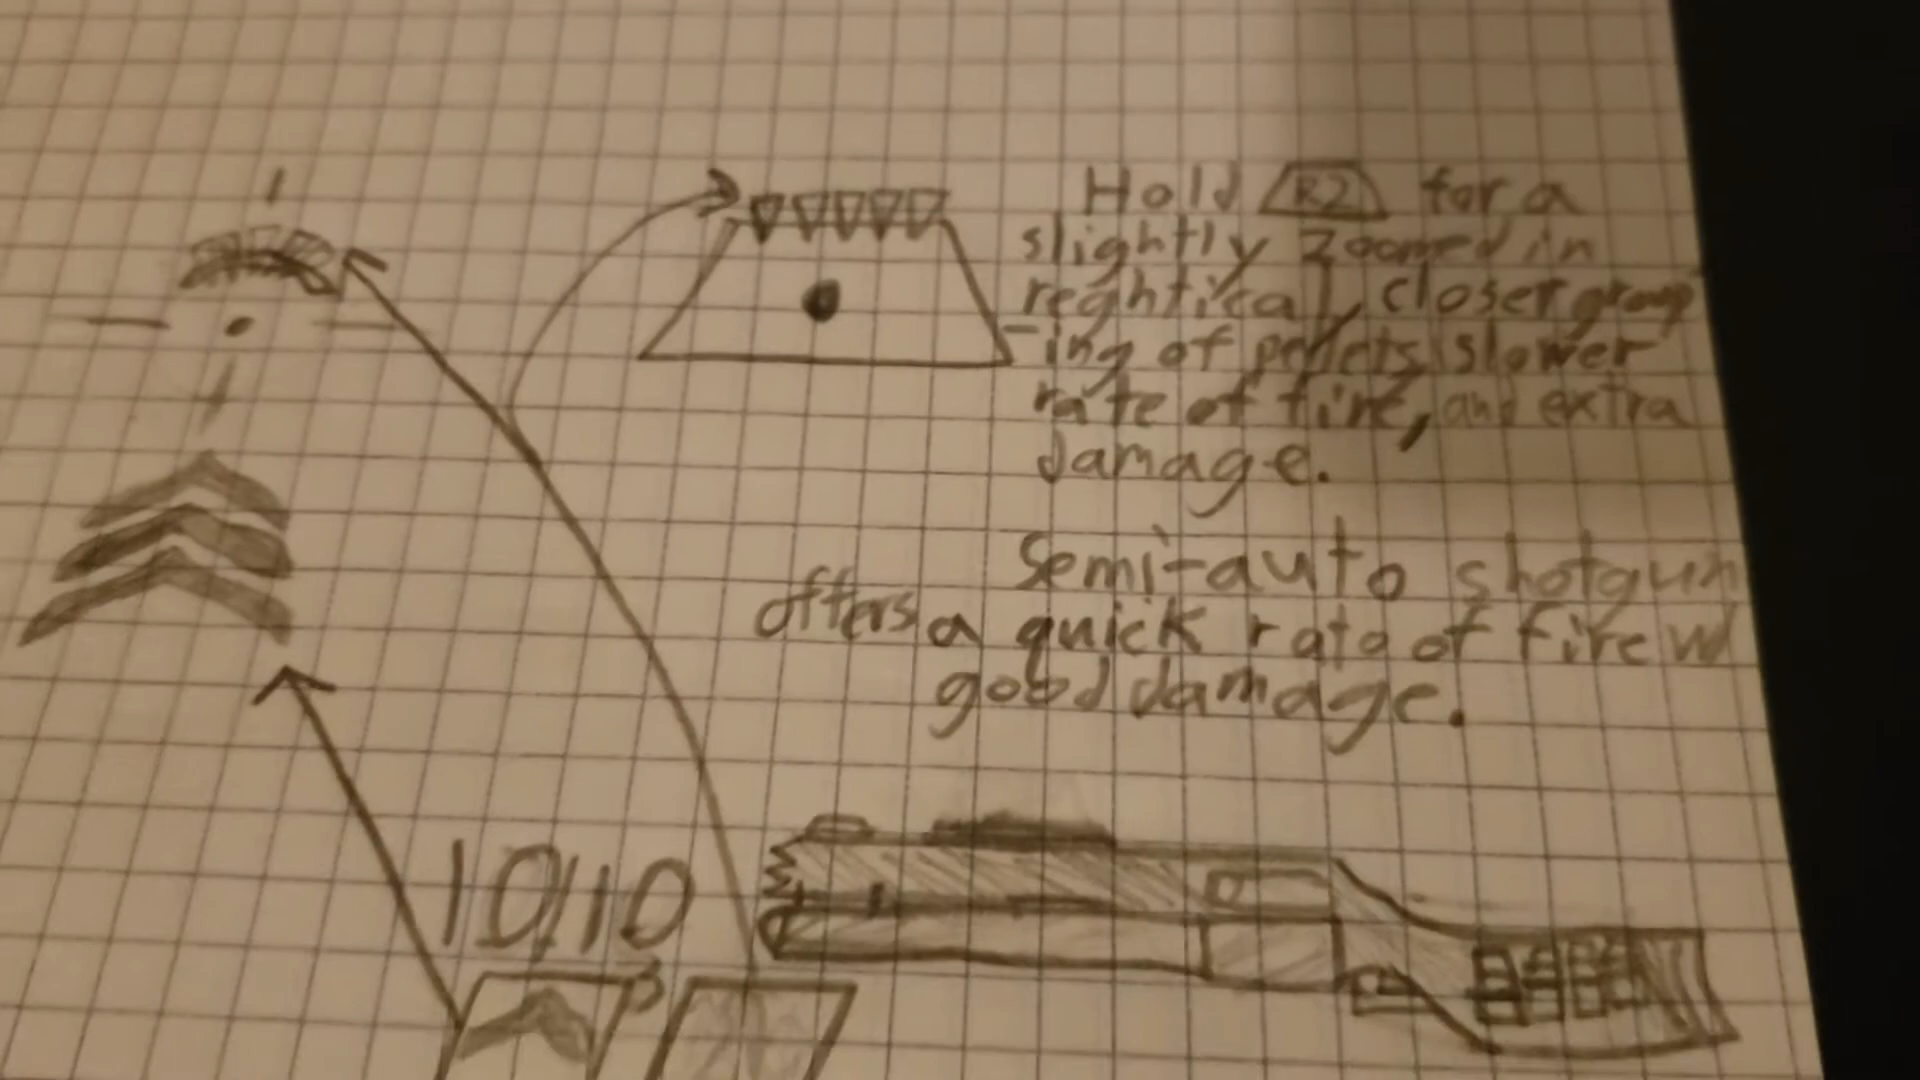 Hold R2 for a
slightly zoomed in
reghtical, closer group
-ing of pellets, slower
rate of fire, and extra
damage.
Semi-auto shotgun
offers a quick rate of fire w/
good damage.
10/10
3